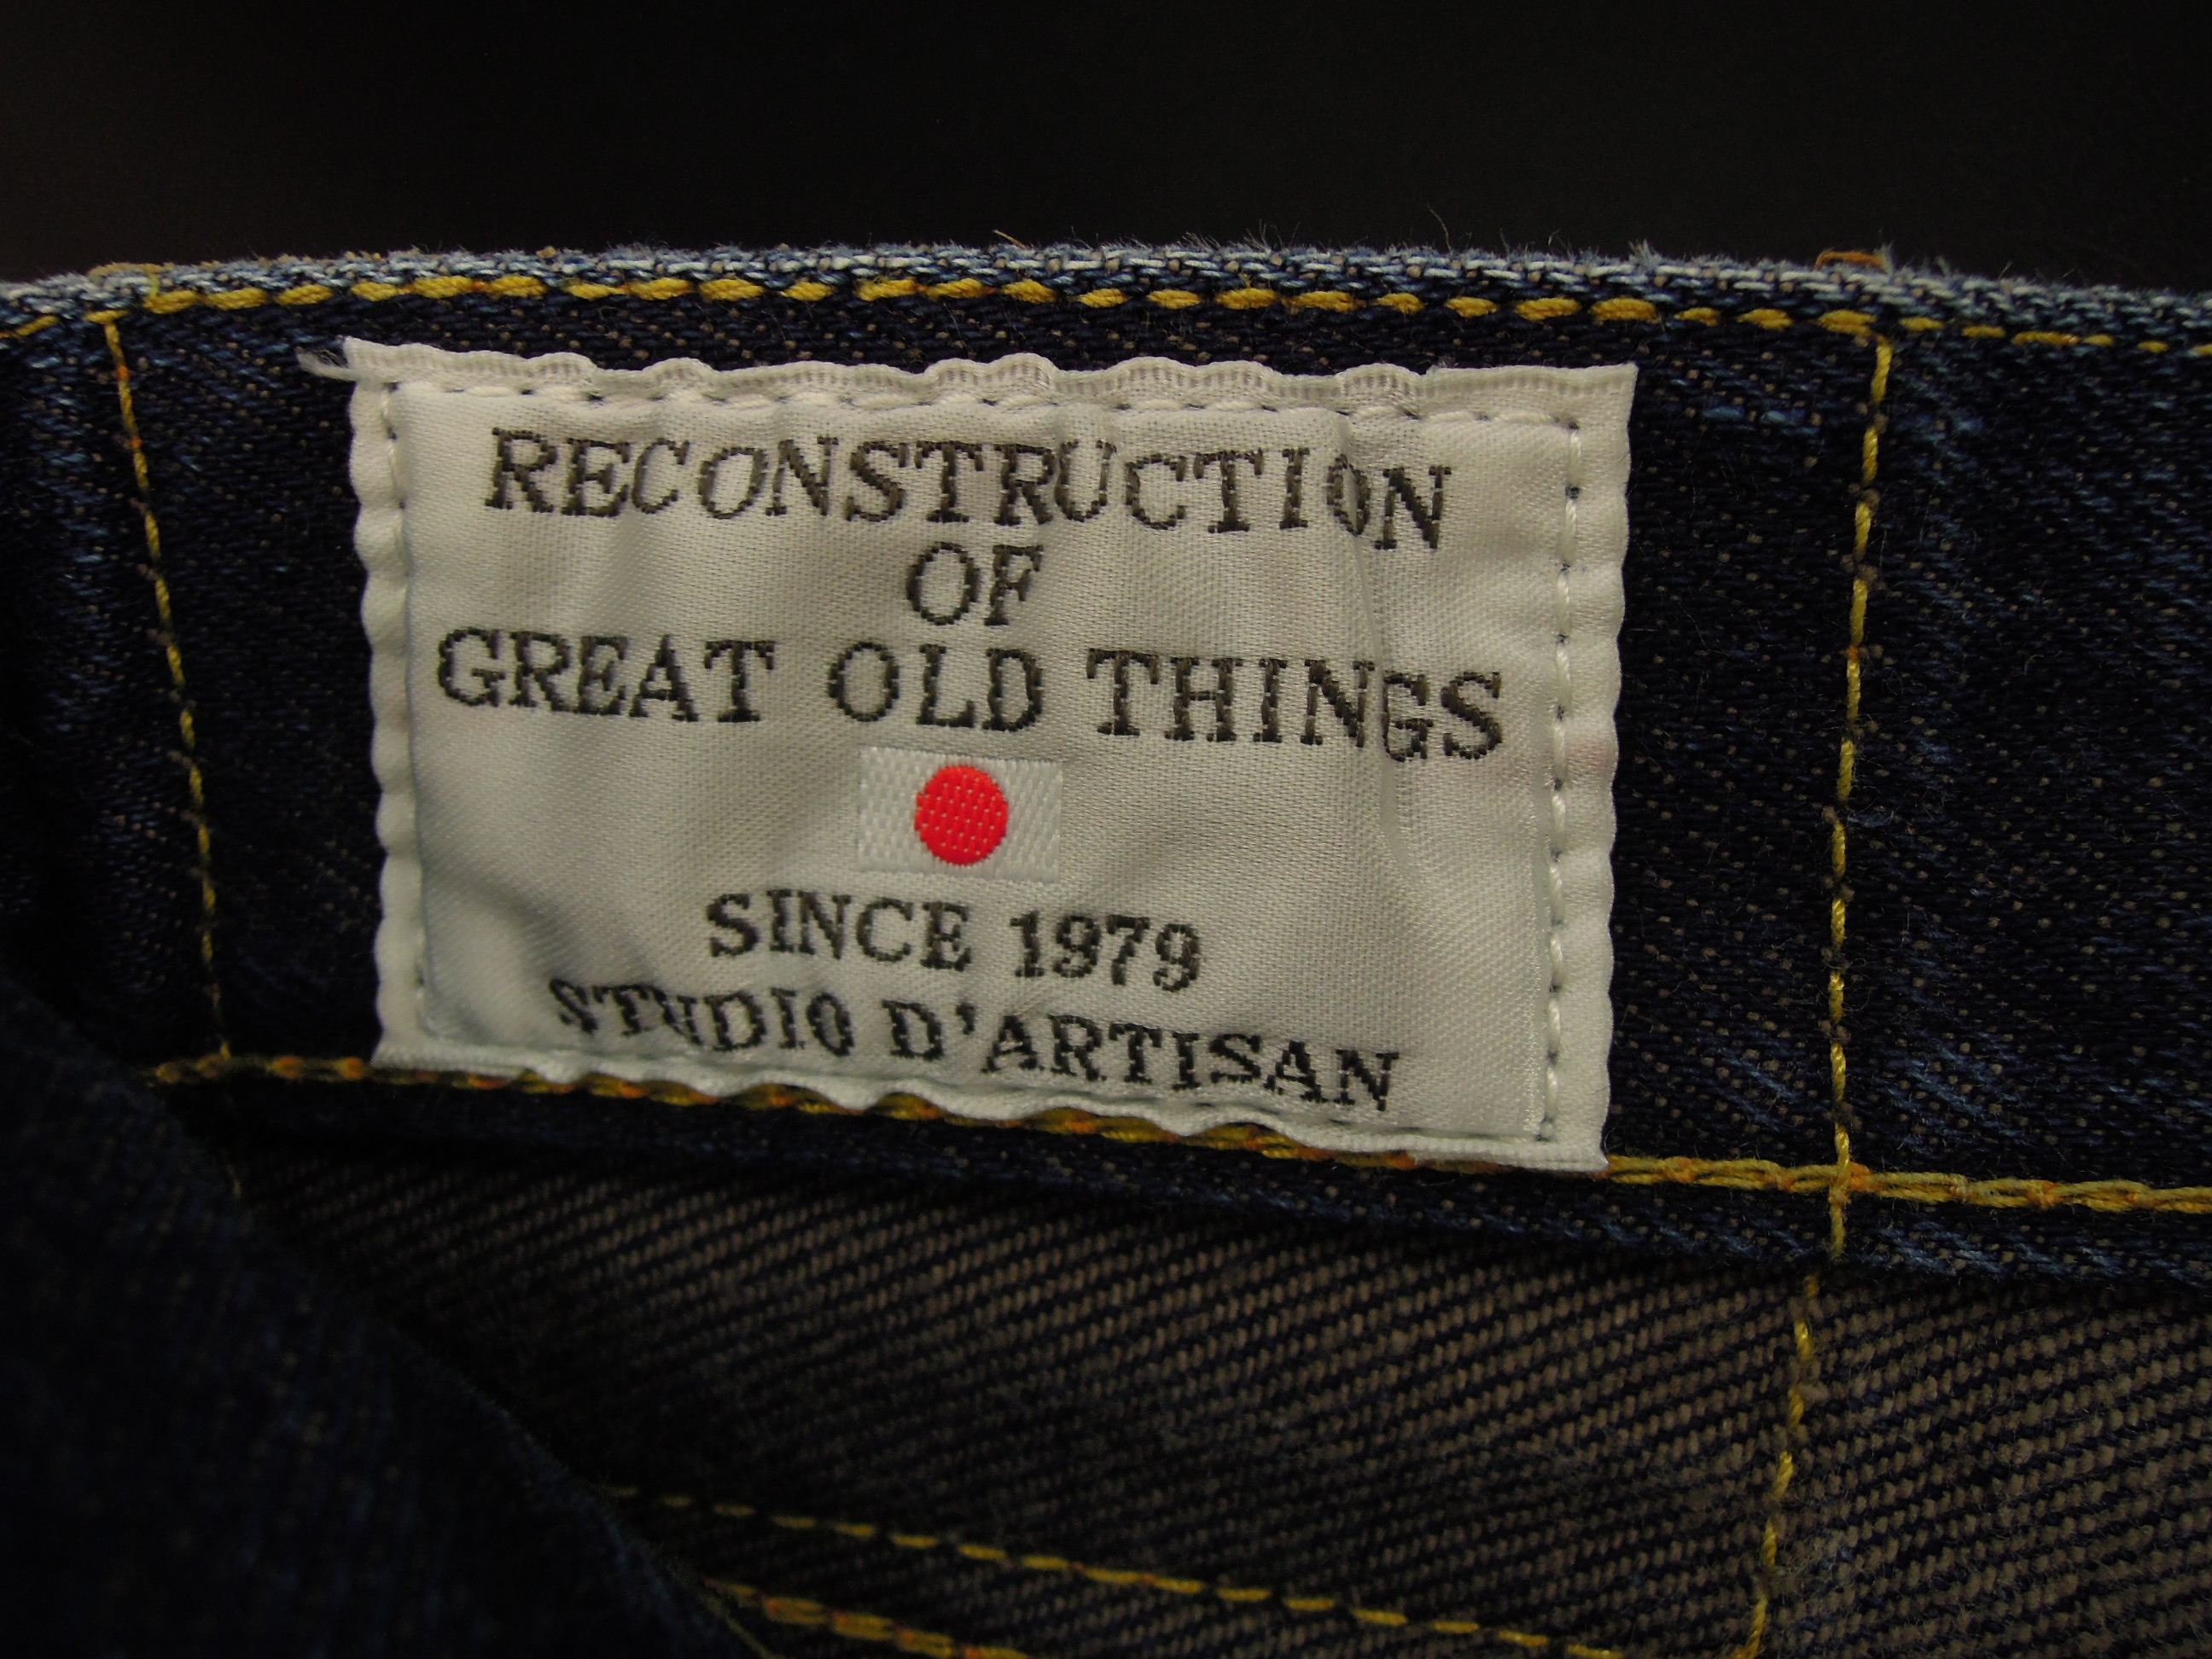 RECONSTRUCTION
OF
GREAT OLD THINGS
SINCE 1979
STUDIO D'ARTISAN